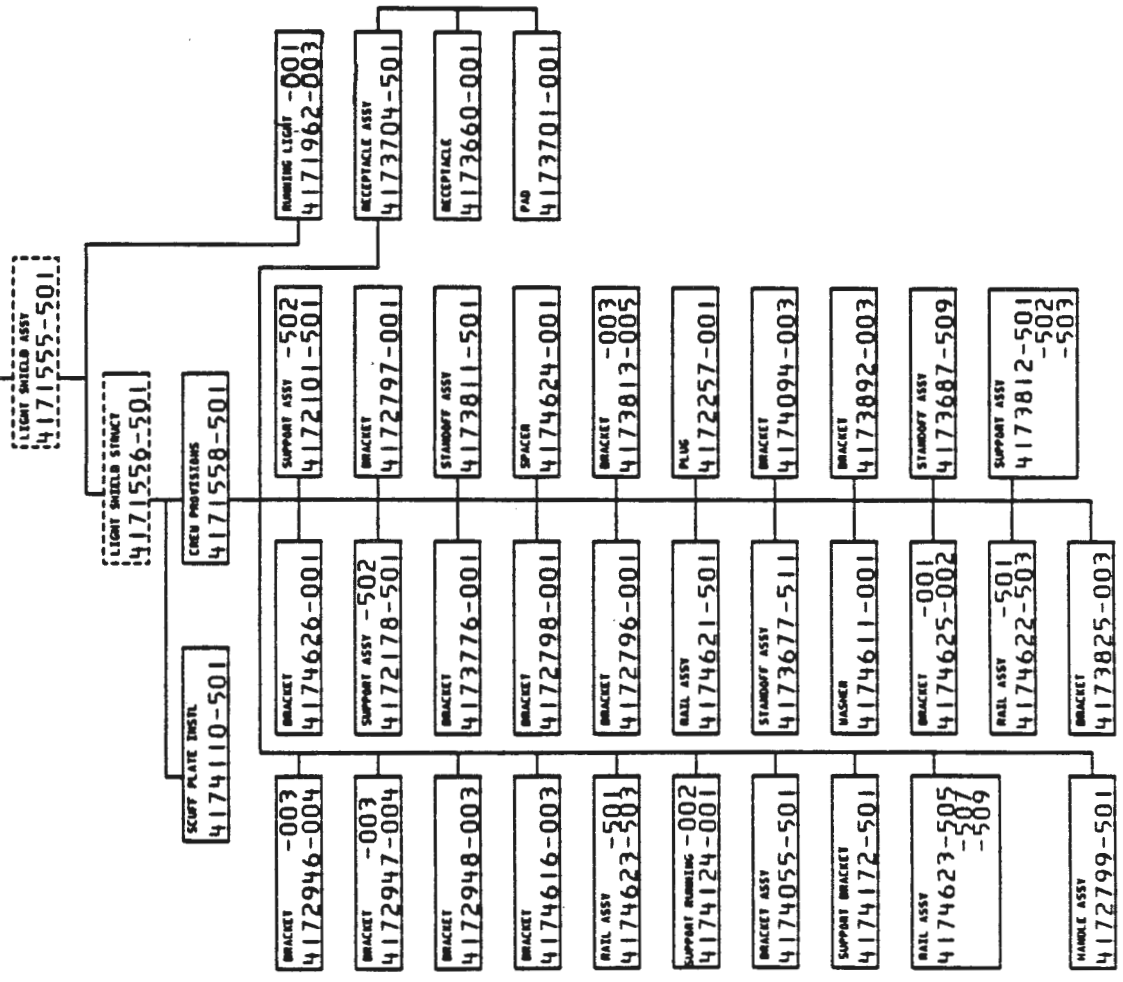 LIGHT SHIELD ASSY
4171555-501
LIGHT SHIELD STRUCT
4171556-501
SCUFF PLATE INSTL
4174110-501
CREW PROVISIONS
4171558-501
BRACKET -003
4172946-004
BRACKET -003
4172947-004
BRACKET
4172948-003
BRACKET
4174616-003
RAIL ASSY -501
4174623-503
SUPPORT RUNNING -002
4174124-001
BRACKET ASSY
4174055-501
SUPPORT BRACKET
4174172-501
RAIL ASSY
4174623-505
-507
-509
HANDLE ASSY
4172799-501
BRACKET
4174626-001
SUPPORT ASSY -502
4172178-501
BRACKET
4173776-001
BRACKET
4172798-001
BRACKET
4172796-001
RAIL ASSY
4174621-501
STANDOFF ASSY
4173677-511
WASHER
4174611-001
BRACKET -001
4174625-002
RAIL ASSY -501
4174622-503
BRACKET
4173825-003
SUPPORT ASSY -502
4172101-501
BRACKET
4172797-001
STANDOFF ASSY
4173811-501
SPACER
4174624-001
BRACKET -003
4173813-005
PLUG
4172257-001
BRACKET
4174094-003
BRACKET
4173892-003
STANDOFF ASSY
4173687-509
SUPPORT ASSY
4173812-501
-502
-503
RUNNING LIGHT -001
4171962-003
RECEPTACLE ASSY
4173704-501
RECEPTACLE
4173660-001
PAD
4173701-001